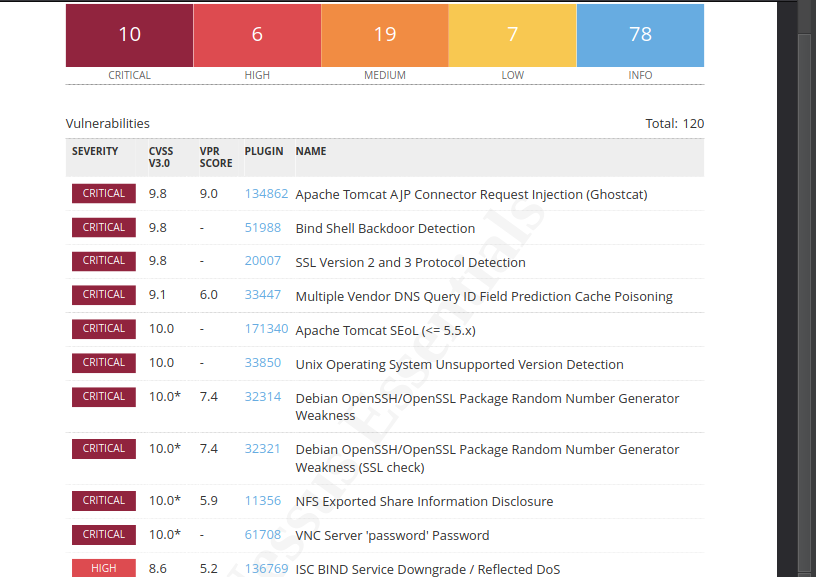 10 6 19 7 78
CRITICAL HIGH MEDIUM LOW INFO
Vulnerabilities Total: 120
SEVERITY CVSS V3.0 VPR SCORE PLUGIN NAME
CRITICAL 9.8 9.0 134862 Apache Tomcat AJP Connector Request Injection (Ghostcat)
CRITICAL 9.8 - 51988 Bind Shell Backdoor Detection
CRITICAL 9.8 - 20007 SSL Version 2 and 3 Protocol Detection
CRITICAL 9.1 6.0 33447 Multiple Vendor DNS Query ID Field Prediction Cache Poisoning
CRITICAL 10.0 - 171340 Apache Tomcat SEoL (<= 5.5.x)
CRITICAL 10.0 - 33850 Unix Operating System Unsupported Version Detection
CRITICAL 10.0* 7.4 32314 Debian OpenSSH/OpenSSL Package Random Number Generator
Weakness
CRITICAL 10.0* 7.4 32321 Debian OpenSSH/OpenSSL Package Random Number Generator
Weakness (SSL check)
CRITICAL 10.0* 5.9 11356 NFS Exported Share Information Disclosure
CRITICAL 10.0* - 61708 VNC Server 'password' Password
HIGH 8.6 5.2 136769 ISC BIND Service Downgrade / Reflected DoS
Nessus Essentials